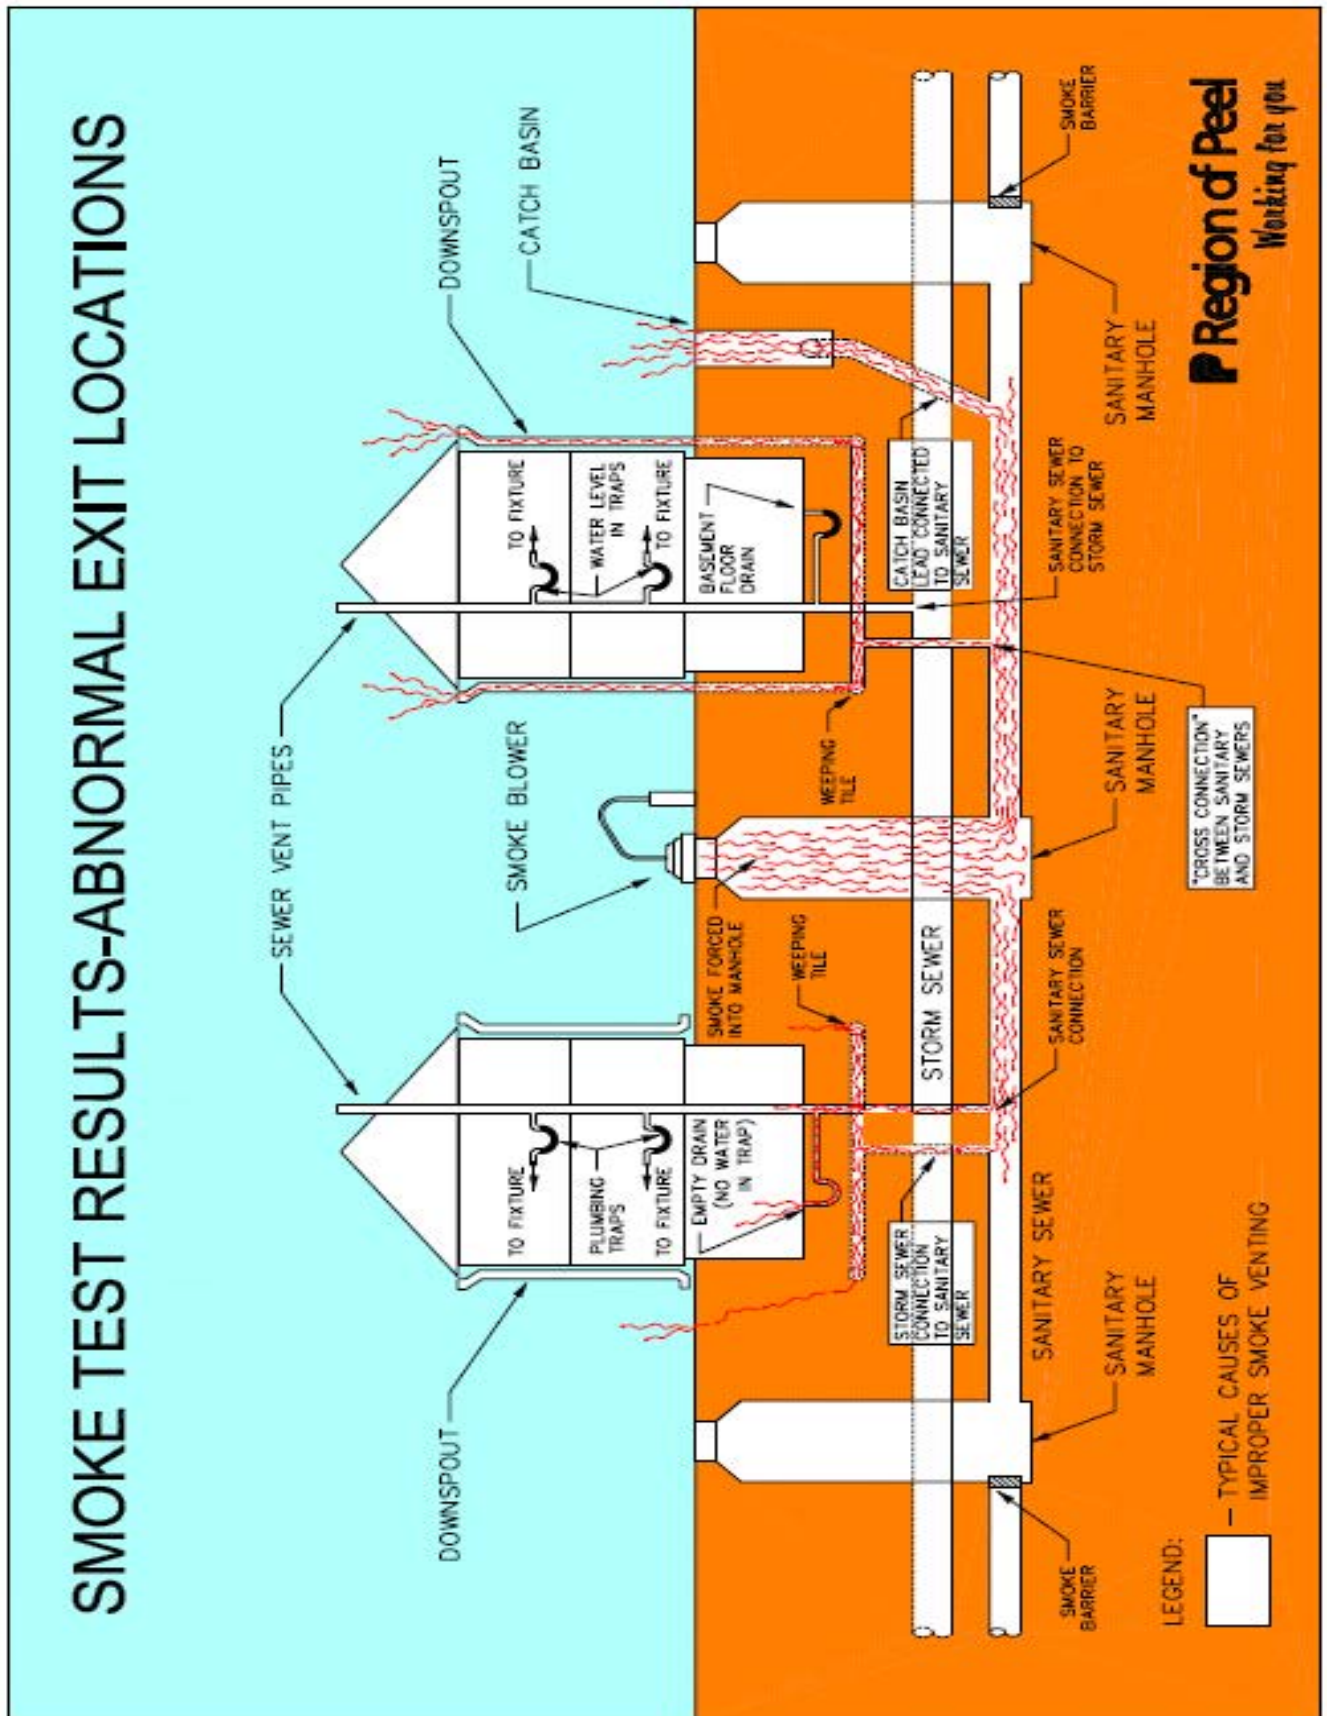 SMOKE TEST RESULTS-ABNORMAL EXIT LOCATIONS
SEWER VENT PIPES
DOWNSPOUT
SMOKE BLOWER
DOWNSPOUT
CATCH BASIN
TO FIXTURE
PLUMBING
TRAPS
TO FIXTURE
EMPTY DRAIN
(NO WATER
IN TRAP)
SMOKE FORCED
INTO MANHOLE
WEEPING
TILE
WEEPING
TILE
TO FIXTURE
WATER LEVEL
IN TRAPS
TO FIXTURE
BASEMENT
FLOOR
DRAIN
STORM SEWER
CONNECTION
TO SANITARY
SEWER
STORM SEWER
CATCH BASIN
LEAD CONNECTED
TO SANITARY
SEWER
SANITARY SEWER
SANITARY SEWER
CONNECTION
SANITARY SEWER
CONNECTION TO
STORM SEWER
SMOKE
BARRIER
SANITARY
MANHOLE
SANITARY
MANHOLE
SANITARY
MANHOLE
SMOKE
BARRIER
"CROSS CONNECTION"
BETWEEN SANITARY
AND STORM SEWERS
LEGEND:
- TYPICAL CAUSES OF
IMPROPER SMOKE VENTING
Region of Peel
Working for you